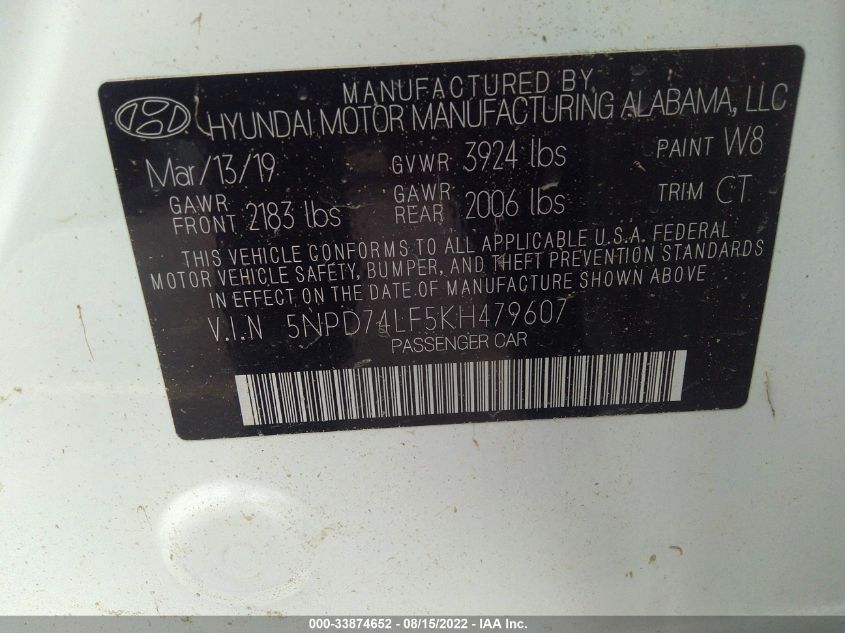 MANUFACTURED BY
HYUNDAI MOTOR MANUFACTURING ALABAMA, LLC
Mar/13/19 GVWR 3924 lbs PAINT W8
GAWR FRONT 2183 lbs GAWR REAR 2006 lbs TRIM CT
THIS VEHICLE CONFORMS TO ALL APPLICABLE U.S.A. FEDERAL
MOTOR VEHICLE SAFETY, BUMPER, AND THEFT PREVENTION STANDARDS
IN EFFECT ON THE DATE OF MANUFACTURE SHOWN ABOVE
V.I.N 5NPD74LF5KH479607
PASSENGER CAR
000-33874652 - 08/15/2022 - IAA Inc.